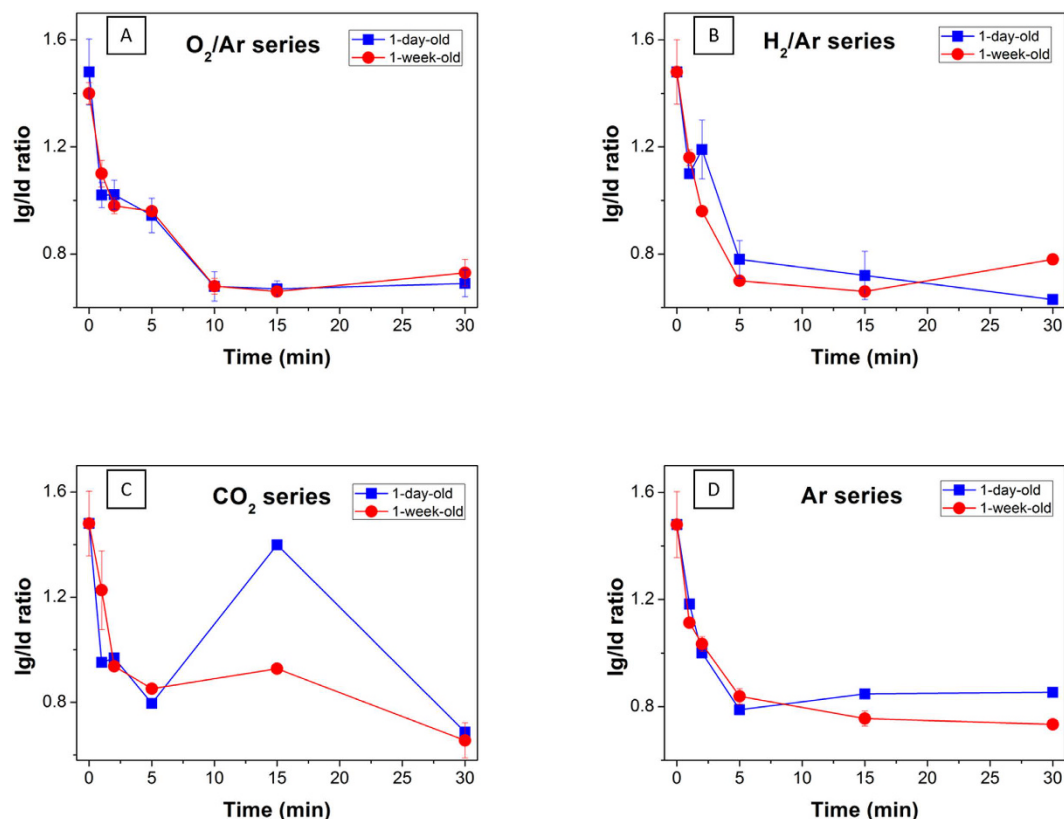 A
O₂/Ar series
1-day-old
1-week-old
1.6
1.2
0.8
Ig/Id ratio
0 5 10 15 20 25 30
Time (min)
B
H₂/Ar series
1-day-old
1-week-old
1.6
1.2
0.8
Ig/Id ratio
0 5 10 15 20 25 30
Time (min)
C
CO₂ series
1-day-old
1-week-old
1.6
1.2
0.8
Ig/Id ratio
0 5 10 15 20 25 30
Time (min)
D
Ar series
1-day-old
1-week-old
1.6
1.2
0.8
Ig/Id ratio
0 5 10 15 20 25 30
Time (min)